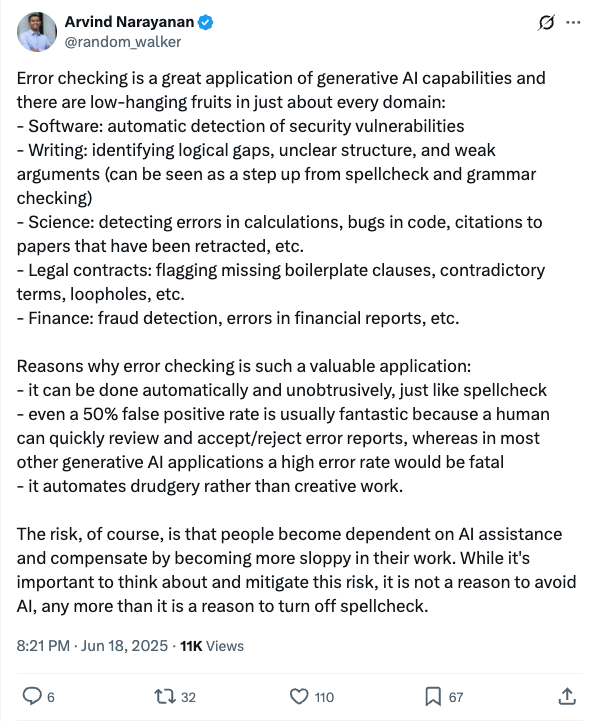 Arvind Narayanan
@random_walker
Error checking is a great application of generative AI capabilities and
there are low-hanging fruits in just about every domain:
- Software: automatic detection of security vulnerabilities
- Writing: identifying logical gaps, unclear structure, and weak
arguments (can be seen as a step up from spellcheck and grammar
checking)
- Science: detecting errors in calculations, bugs in code, citations to
papers that have been retracted, etc.
- Legal contracts: flagging missing boilerplate clauses, contradictory
terms, loopholes, etc.
- Finance: fraud detection, errors in financial reports, etc.
Reasons why error checking is such a valuable application:
- it can be done automatically and unobtrusively, just like spellcheck
- even a 50% false positive rate is usually fantastic because a human
can quickly review and accept/reject error reports, whereas in most
other generative AI applications a high error rate would be fatal
- it automates drudgery rather than creative work.
The risk, of course, is that people become dependent on AI assistance
and compensate by becoming more sloppy in their work. While it's
important to think about and mitigate this risk, it is not a reason to avoid
AI, any more than it is a reason to turn off spellcheck.
8:21 PM · Jun 18, 2025 · 11K Views
6 32 110 67